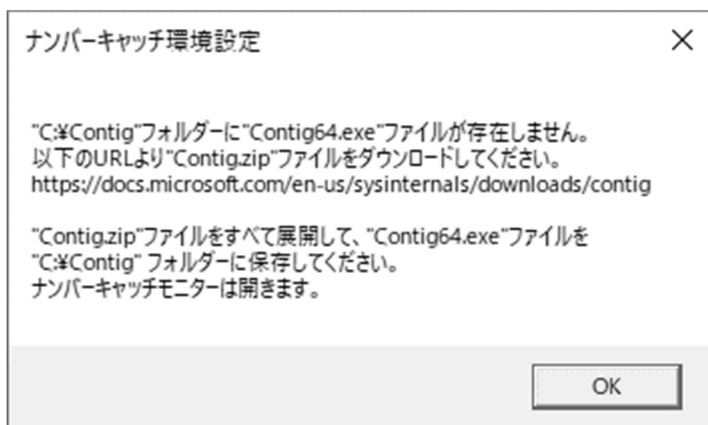 ナンバーキャッチ環境設定
"C:¥Contig"フォルダーに"Contig64.exe"ファイルが存在しません。
以下のURLより"Contig.zip"ファイルをダウンロードしてください。
https://docs.microsoft.com/en-us/sysinternals/downloads/contig
"Contig.zip"ファイルをすべて展開して、"Contig64.exe"ファイルを
"C:¥Contig" フォルダーに保存してください。
ナンバーキャッチモニターは開きます。
OK